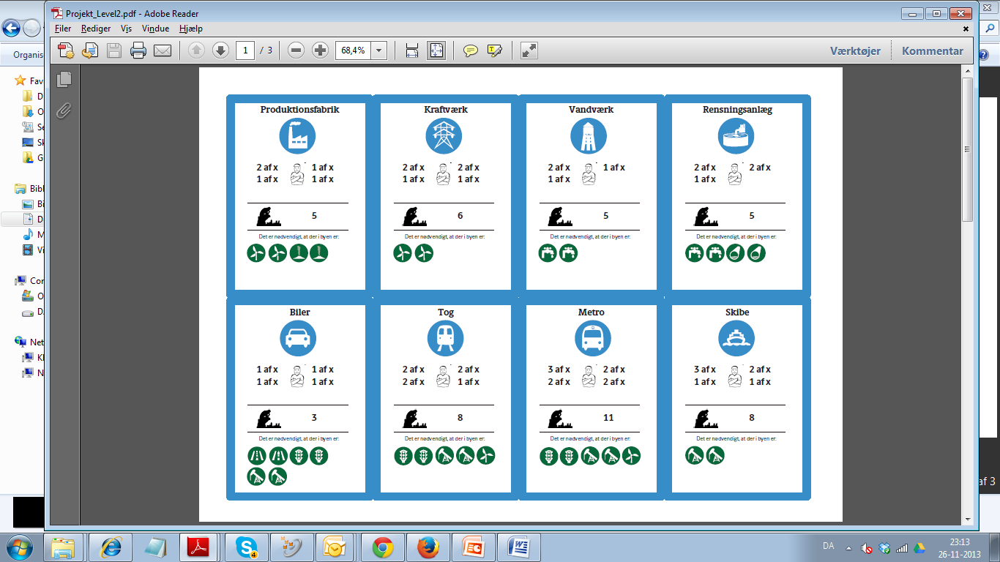 Projekt_Level2.pdf - Adobe Reader
Filer Rediger Vis Vindue Hjælp
1 / 3 68,4% Værktøjer Kommentar
Organis
Fav
D
O
Se
Sk
G
Bibl
Bi
D
M
Vi
Con
O
D.
Net
Kl
N
Produktionsfabrik
2 af x 1 af x
1 af x 1 af x
5
Det er nødvendigt, at der i byen er:
Kraftværk
2 af x 2 af x
1 af x 1 af x
6
Det er nødvendigt, at der i byen er:
Vandværk
2 af x 1 af x
1 af x
5
Det er nødvendigt, at der i byen er:
Rensningsanlæg
2 af x 2 af x
1 af x
5
Det er nødvendigt, at der i byen er:
Biler
1 af x 1 af x
1 af x 1 af x
3
Det er nødvendigt, at der i byen er:
Tog
2 af x 2 af x
2 af x 1 af x
8
Det er nødvendigt, at der i byen er:
Metro
3 af x 2 af x
2 af x 2 af x
11
Det er nødvendigt, at der i byen er:
Skibe
3 af x 2 af x
1 af x 1 af x
8
Det er nødvendigt, at der i byen er:
af 3
4
DA
23:13
26-11-2013